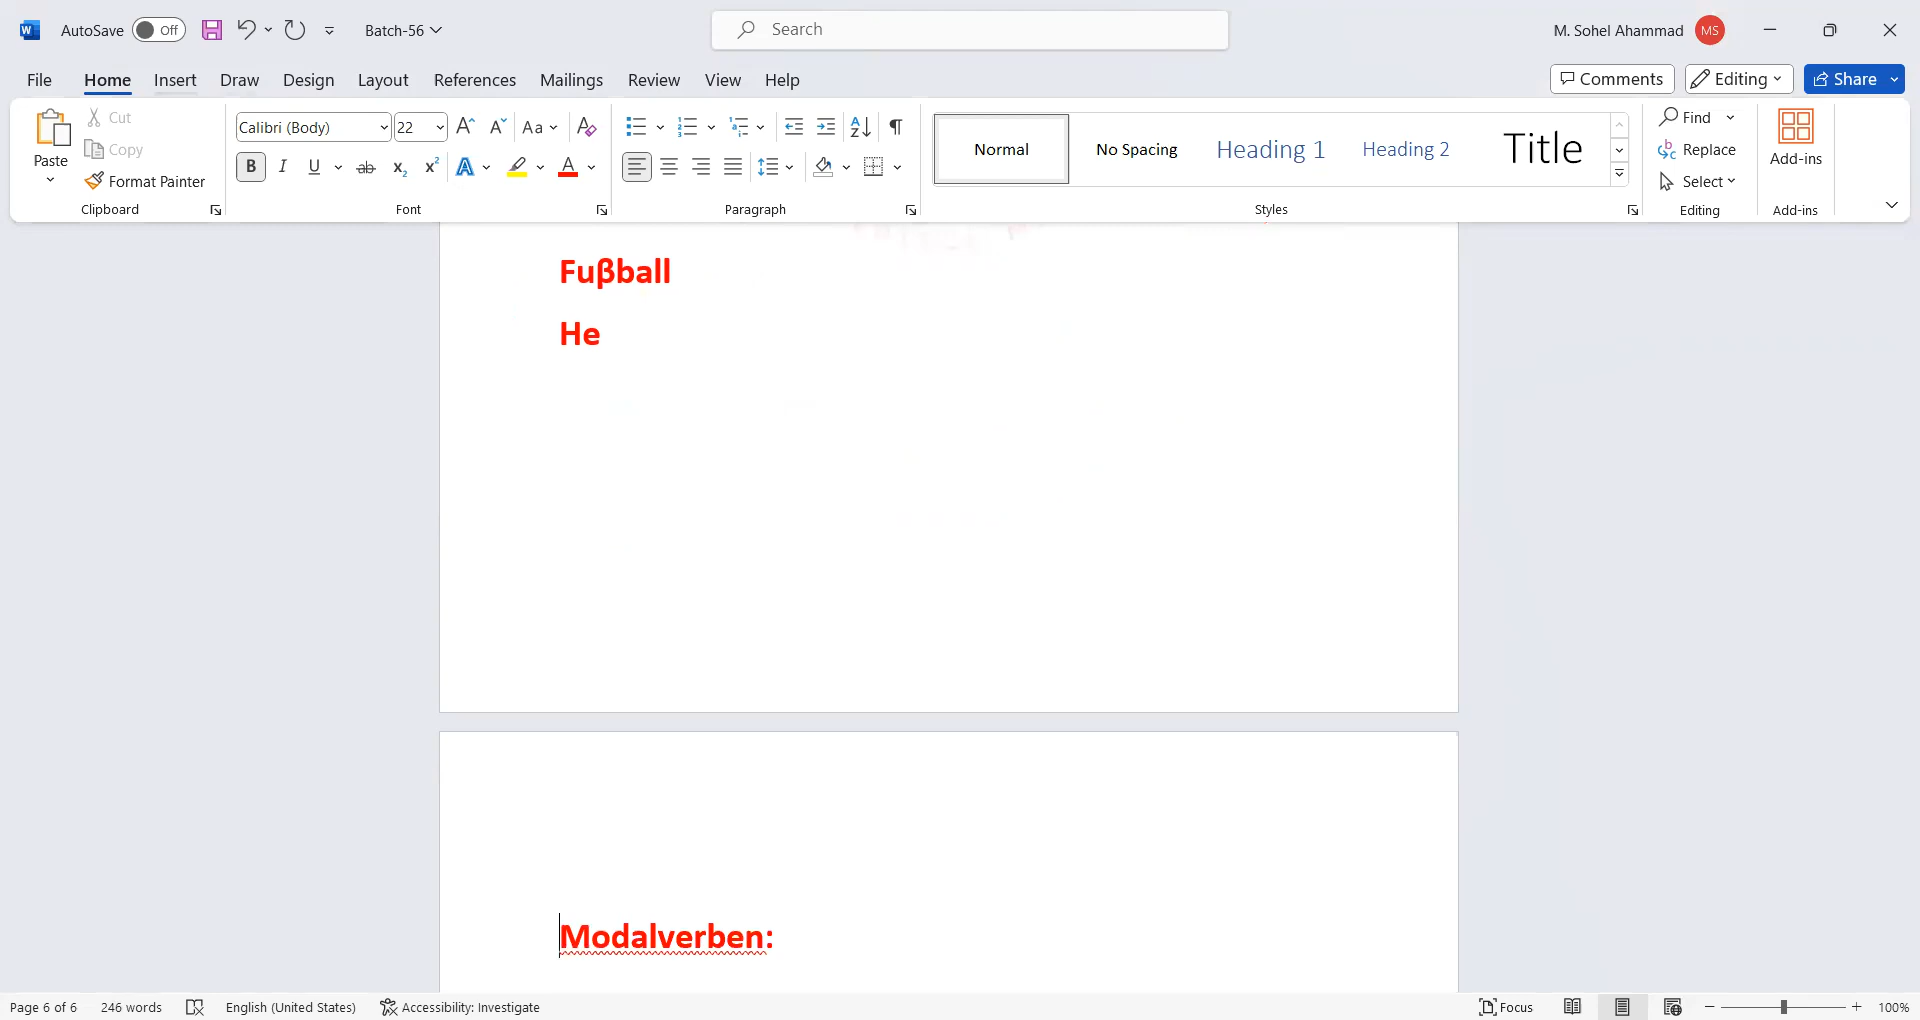 AutoSave Off Batch-56 Search M. Sohel Ahammad MS
File Home Insert Draw Design Layout References Mailings Review View Help Comments Editing Share
Paste Cut Calibri (Body) 22 Aa Normal No Spacing Heading 1 Heading 2 Title Find Add-ins
Copy Replace
Format Painter Select
Clipboard Font Paragraph Styles Editing Add-ins
Fuβball
He
Modalverben:
Page 6 of 6 246 words English (United States) Accessibility: Investigate Focus 100%